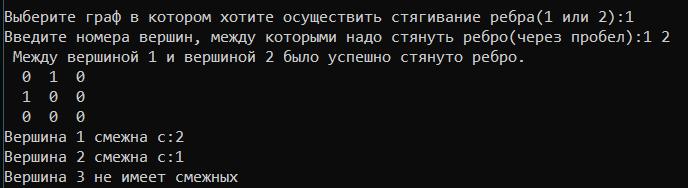 Выберите граф в котором хотите осуществить стягивание ребра(1 или 2):1
Введите номера вершин, между которыми надо стянуть ребро(через пробел):1 2
Между вершиной 1 и вершиной 2 было успешно стянуто ребро.
0 1 0
1 0 0
0 0 0
Вершина 1 смежна с:2
Вершина 2 смежна с:1
Вершина 3 не имеет смежных